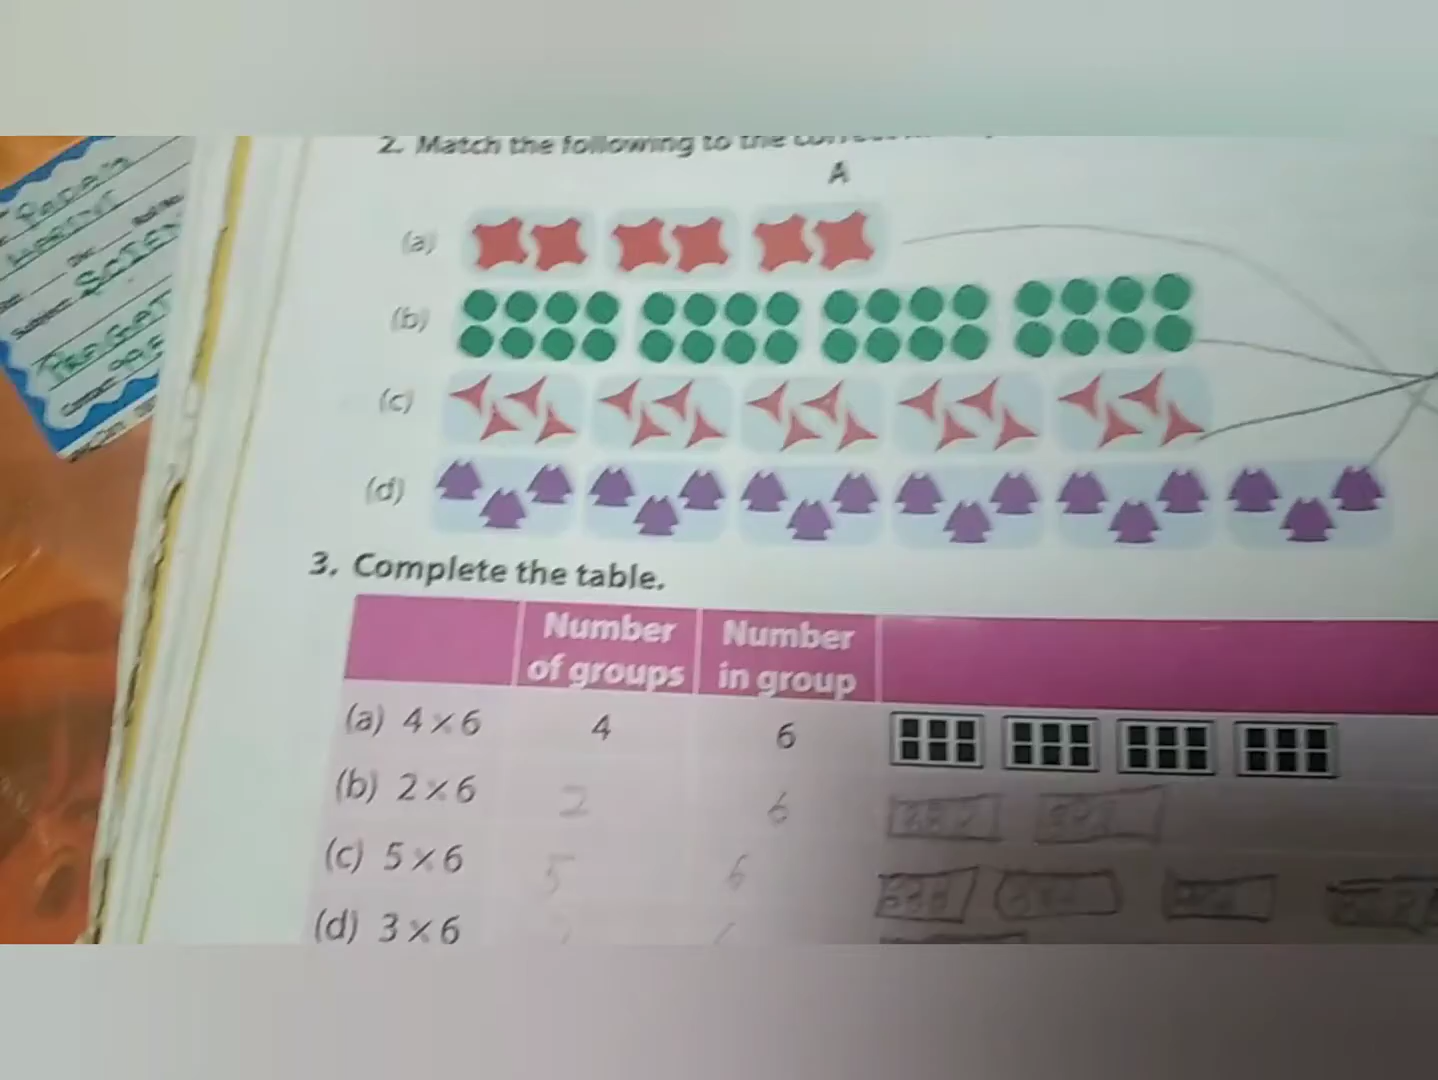 2. Match the following to the
A
(a)
(b)
(c)
(d)
3. Complete the table.
Number of groups
Number in group
(a) 4 × 6 4 6
(b) 2 × 6 2 6
(c) 5 × 6 5 6
(d) 3 × 6
Subject: